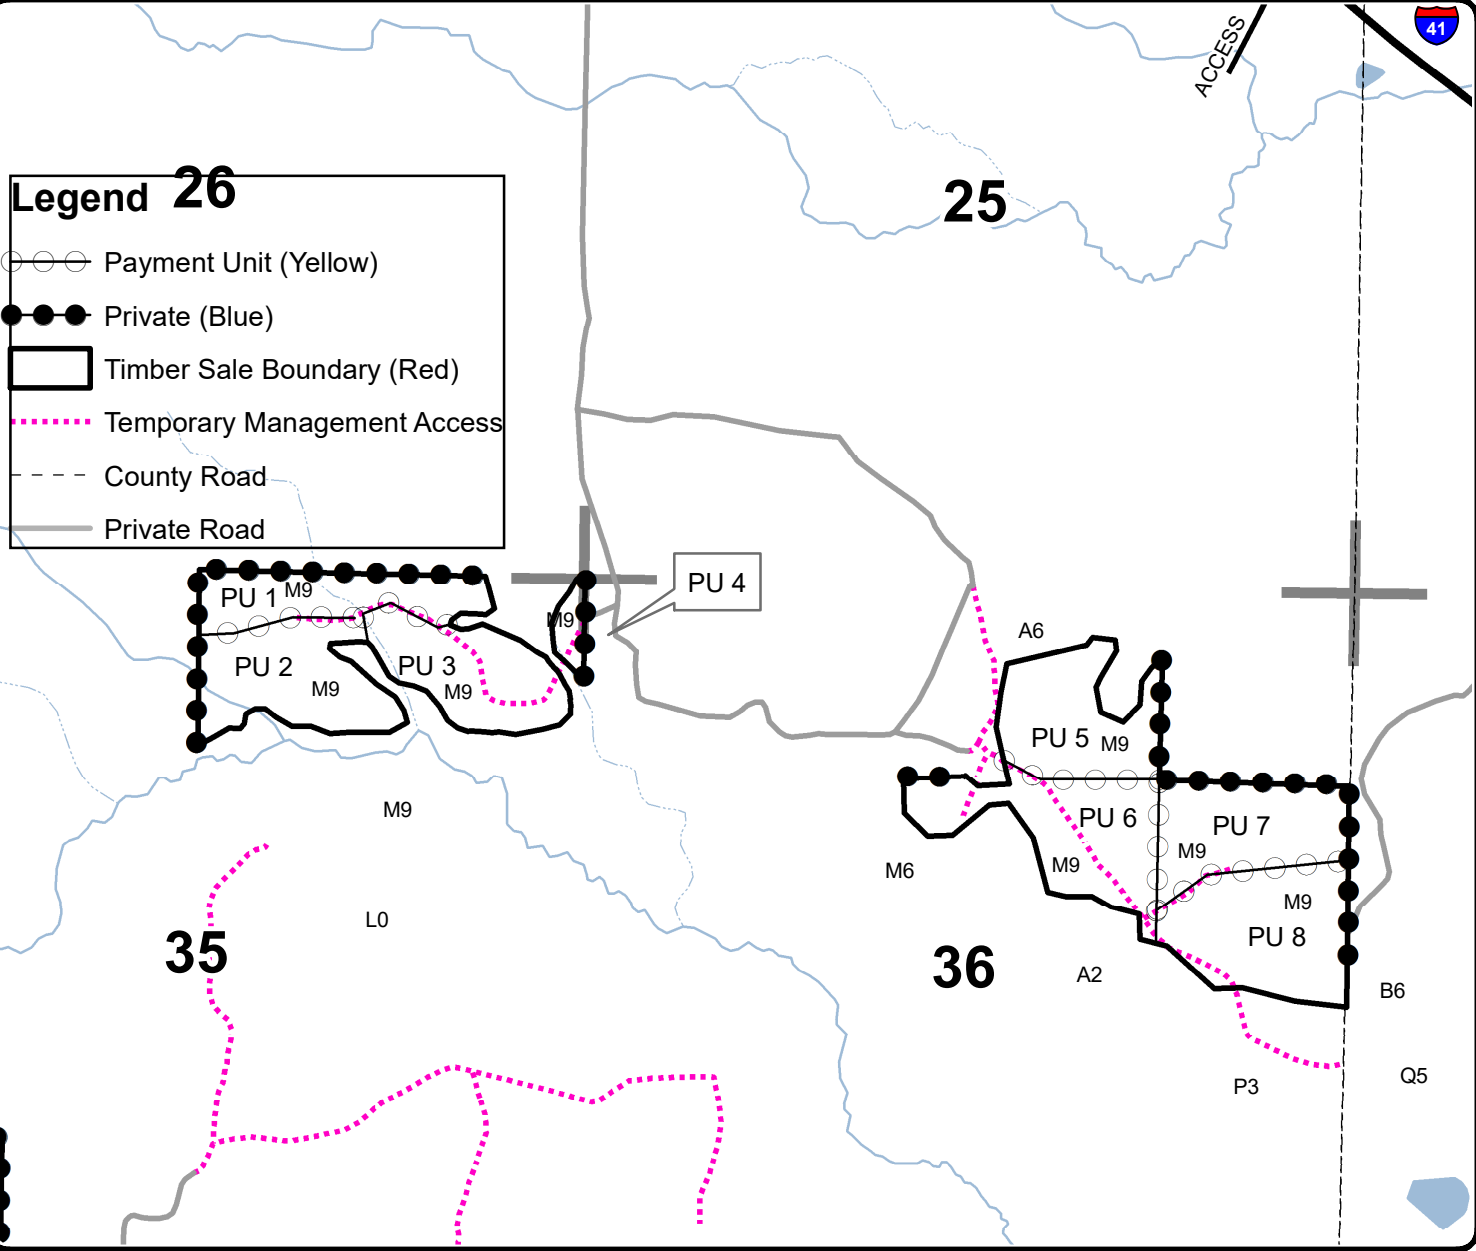 ACCESS
41
26
25
Legend
Payment Unit (Yellow)
Private (Blue)
Timber Sale Boundary (Red)
Temporary Management Access
County Road
Private Road
PU 1
M9
PU 2
M9
PU 3
M9
M9
PU 4
A6
PU 5
M9
PU 6
M9
PU 7
M9
M9
PU 8
M9
M6
L0
35
36
A2
B6
P3
Q5